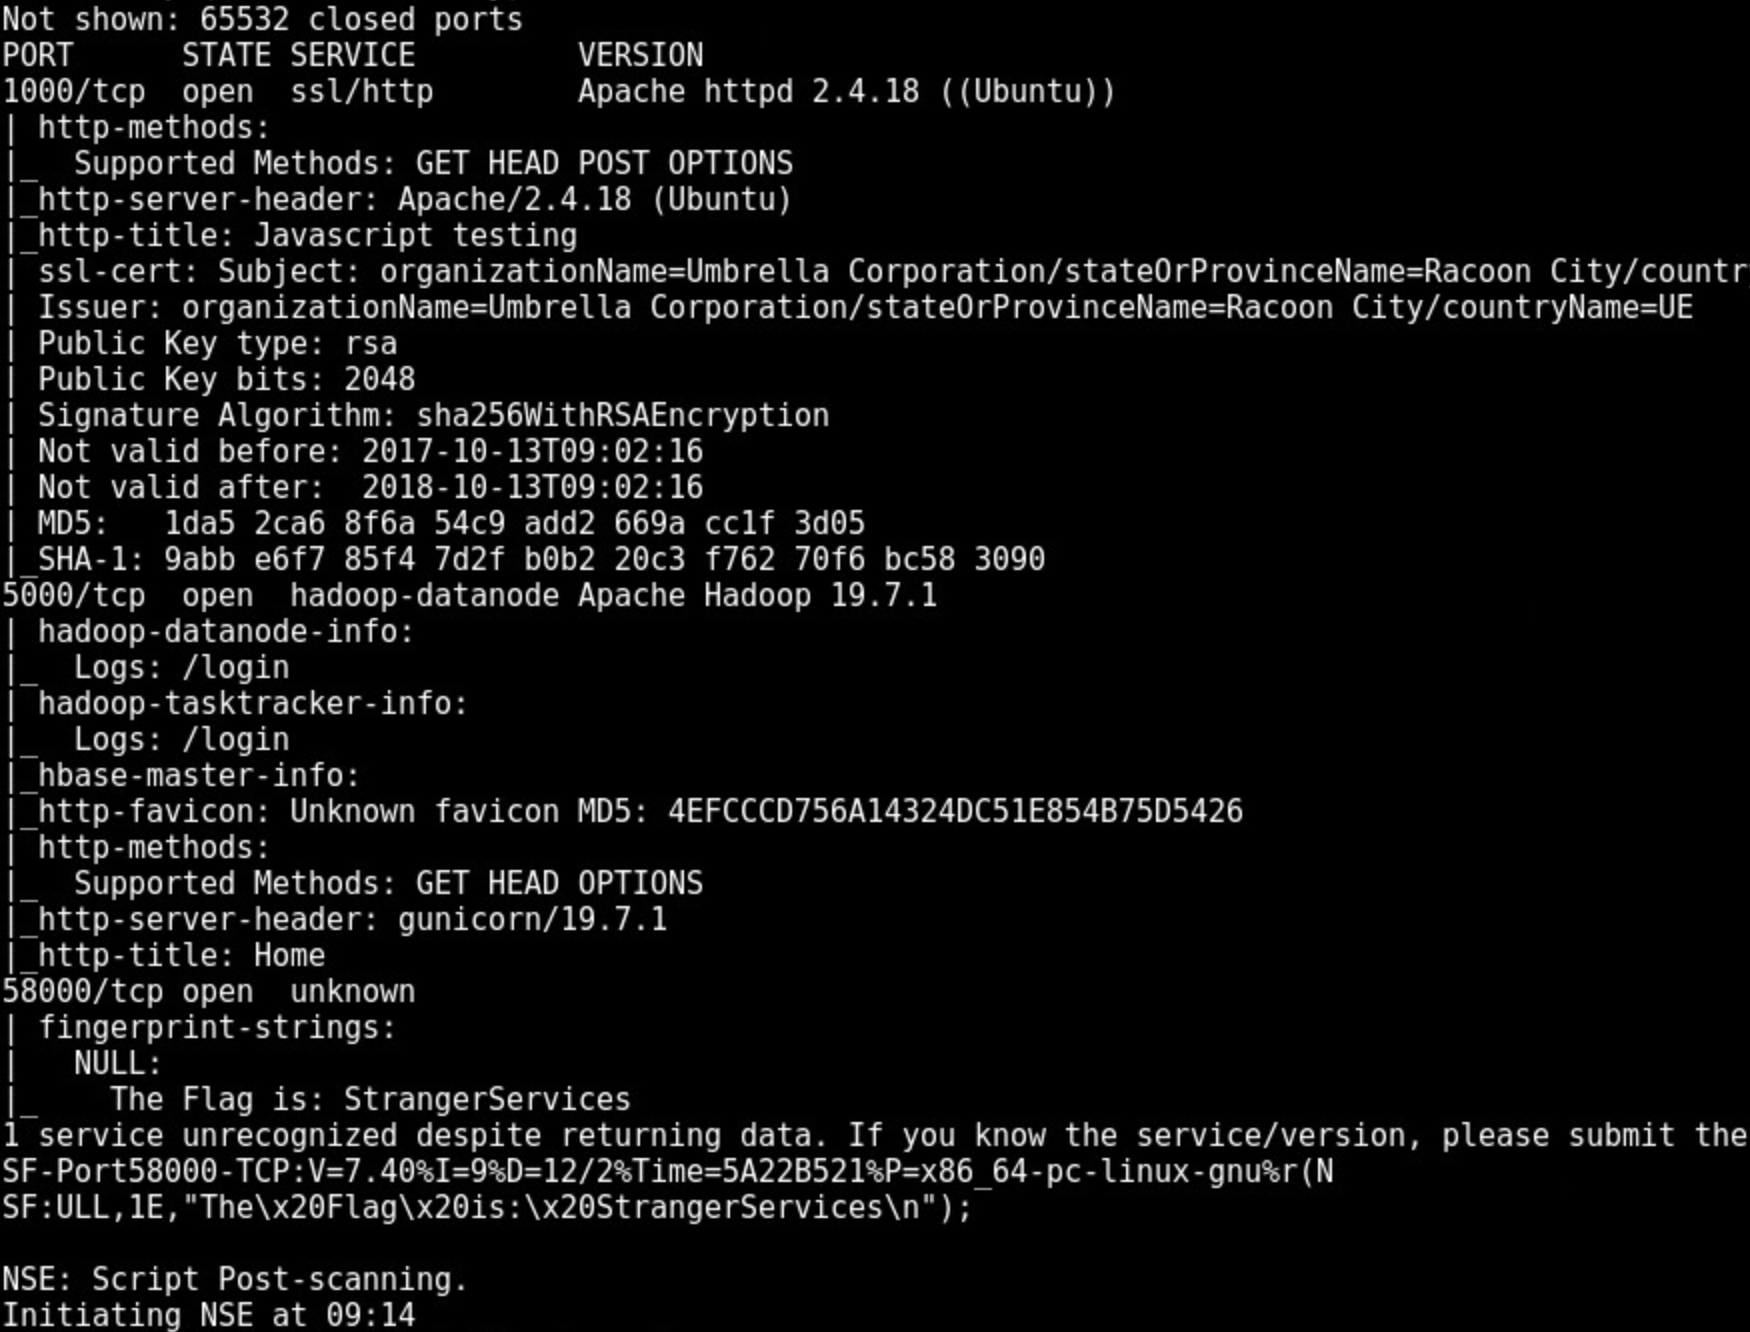 Not shown: 65532 closed ports
PORT      STATE SERVICE         VERSION
1000/tcp  open  ssl/http        Apache httpd 2.4.18 ((Ubuntu))
| http-methods:
|_  Supported Methods: GET HEAD POST OPTIONS
|_http-server-header: Apache/2.4.18 (Ubuntu)
|_http-title: Javascript testing
| ssl-cert: Subject: organizationName=Umbrella Corporation/stateOrProvinceName=Racoon City/countr
| Issuer: organizationName=Umbrella Corporation/stateOrProvinceName=Racoon City/countryName=UE
| Public Key type: rsa
| Public Key bits: 2048
| Signature Algorithm: sha256WithRSAEncryption
| Not valid before: 2017-10-13T09:02:16
| Not valid after:  2018-10-13T09:02:16
| MD5:   1da5 2ca6 8f6a 54c9 add2 669a cc1f 3d05
|_SHA-1: 9abb e6f7 85f4 7d2f b0b2 20c3 f762 70f6 bc58 3090
5000/tcp  open  hadoop-datanode Apache Hadoop 19.7.1
| hadoop-datanode-info:
|_  Logs: /login
| hadoop-tasktracker-info:
|_  Logs: /login
|_hbase-master-info:
|_http-favicon: Unknown favicon MD5: 4EFCCCD756A14324DC51E854B75D5426
| http-methods:
|_  Supported Methods: GET HEAD OPTIONS
|_http-server-header: gunicorn/19.7.1
|_http-title: Home
58000/tcp open  unknown
| fingerprint-strings:
|   NULL:
|_    The Flag is: StrangerServices
1 service unrecognized despite returning data. If you know the service/version, please submit the
SF-Port58000-TCP:V=7.40%I=9%D=12/2%Time=5A22B521%P=x86_64-pc-linux-gnu%r(N
SF:ULL,1E,"The\x20Flag\x20is:\x20StrangerServices\n");
NSE: Script Post-scanning.
Initiating NSE at 09:14